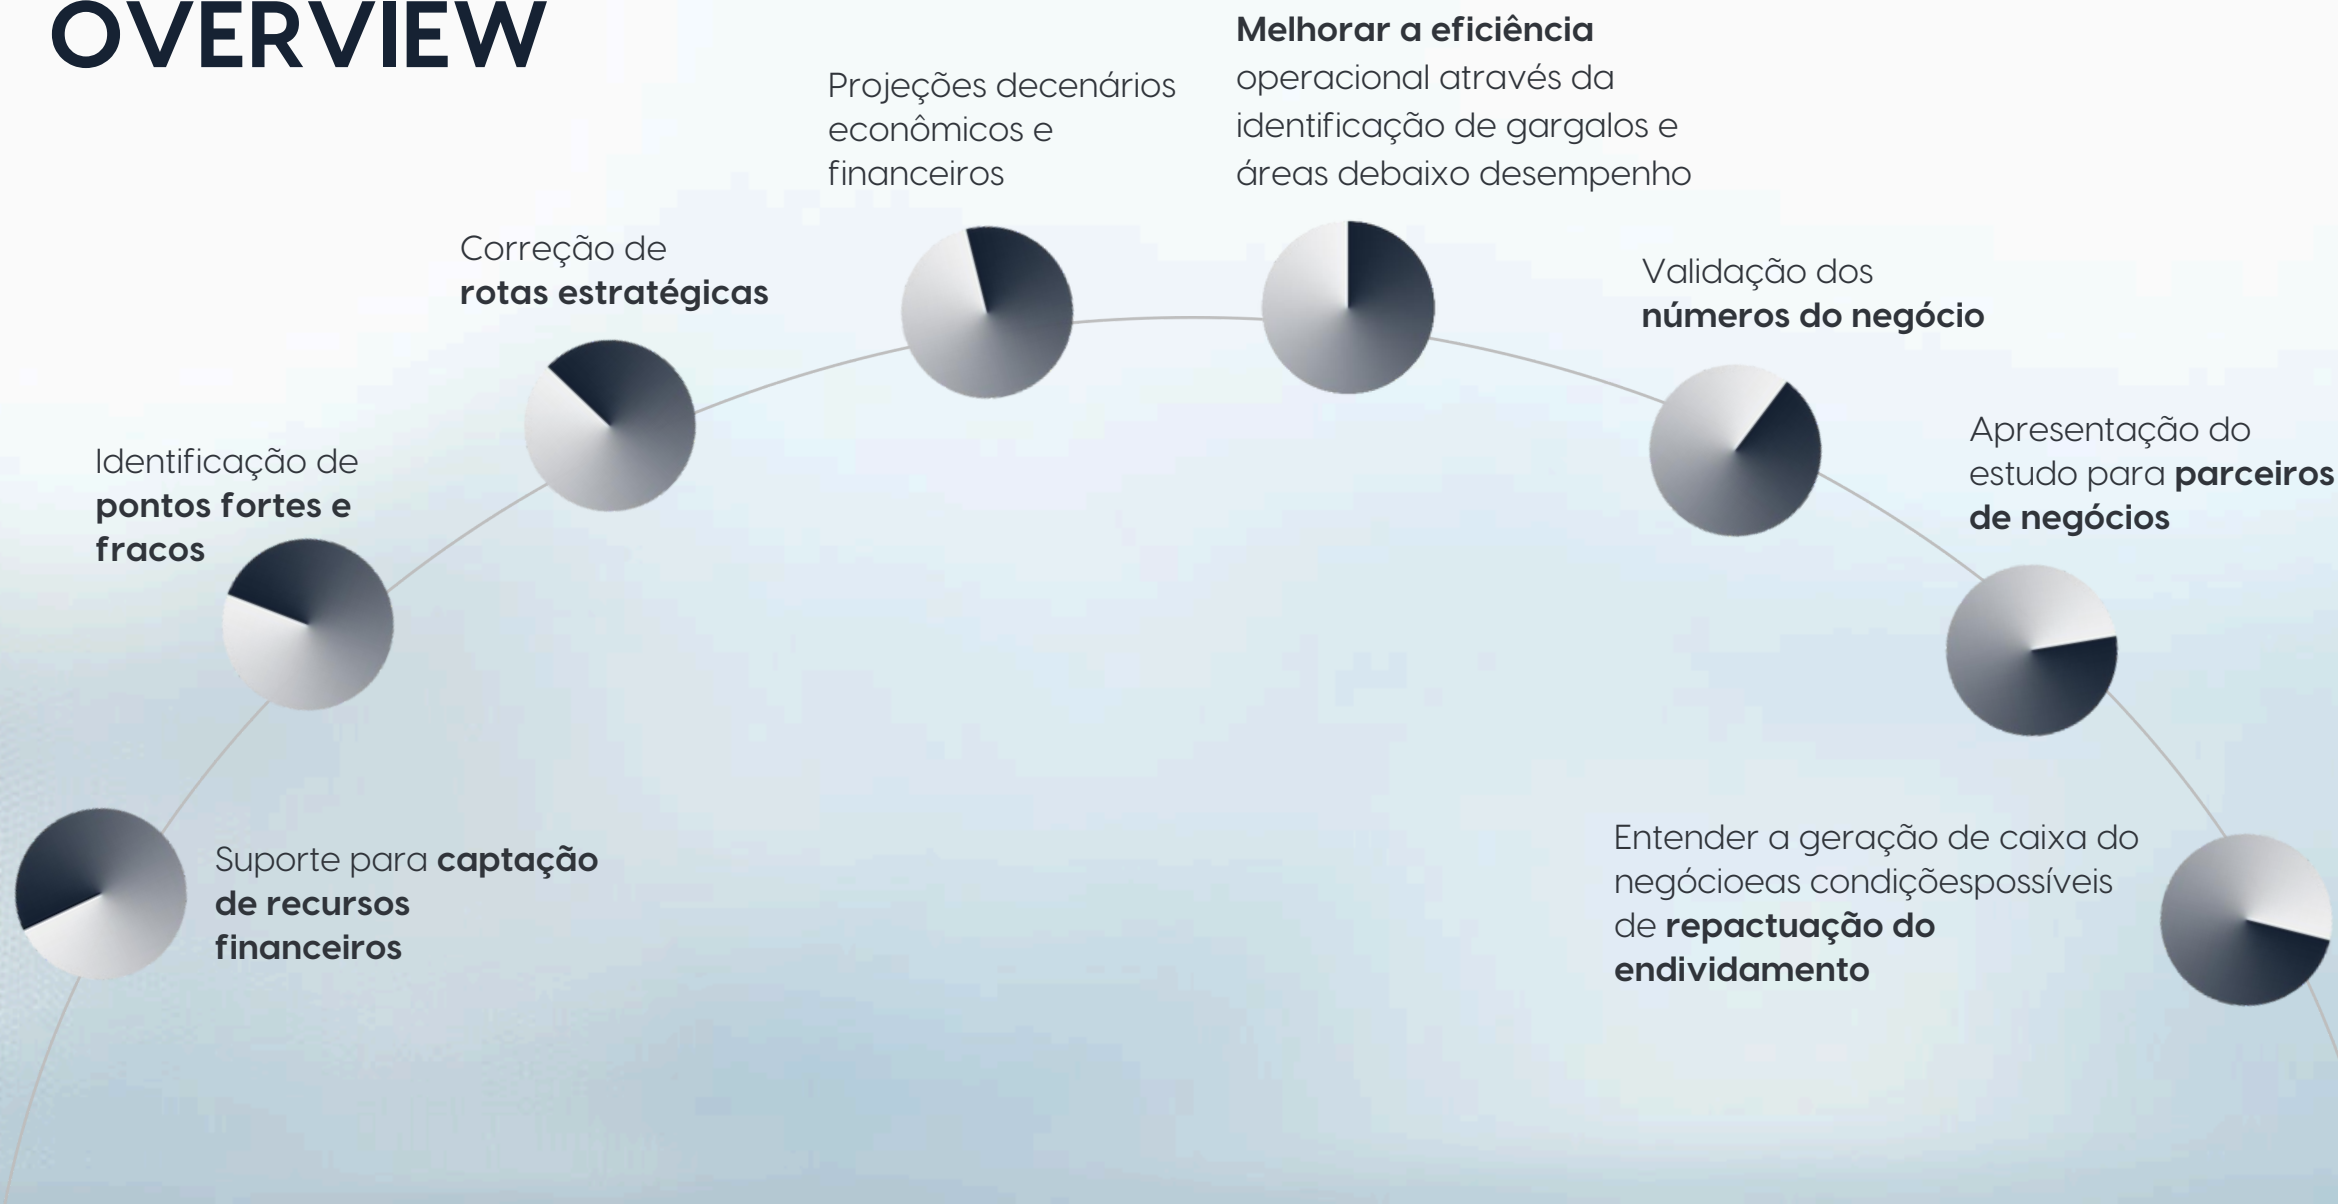 OVERVIEW
Melhorar a eficiência
operacional através da
identificação de gargalos e
áreas debaixo desempenho
Projeções decenários
econômicos e
financeiros
Correção de
rotas estratégicas
Validação dos
números do negócio
Identificação de
pontos fortes e
fracos
Apresentação do
estudo para parceiros
de negócios
Suporte para captação
de recursos
financeiros
Entender a geração de caixa do
negócioeas condiçõespossíveis
de repactuação do
endividamento